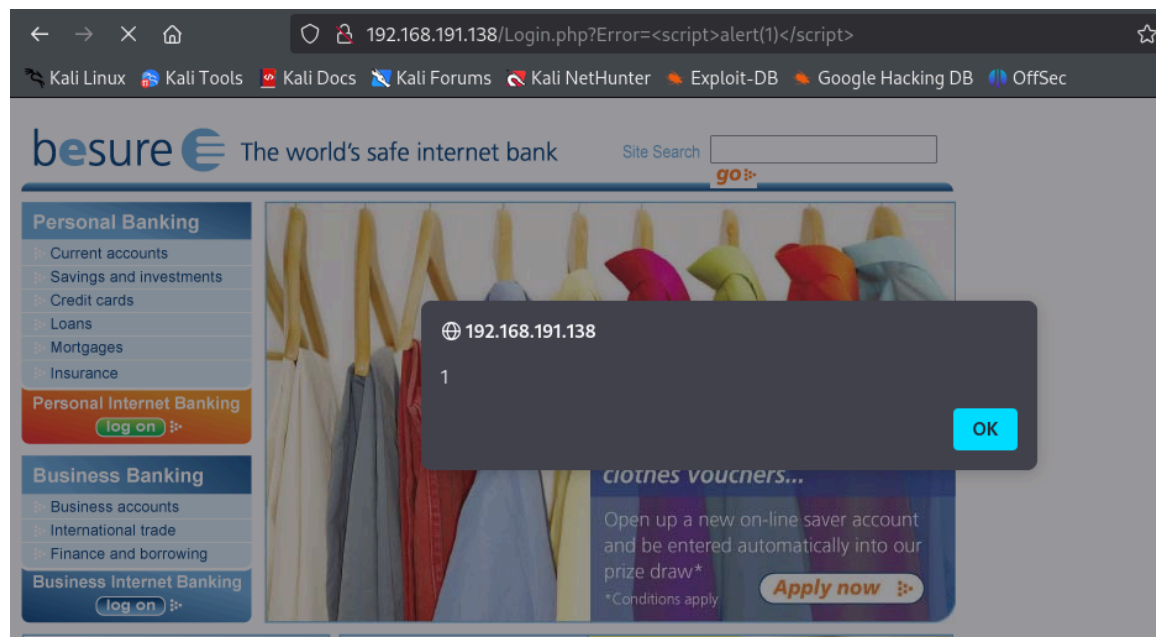 192.168.191.138/Login.php?Error=<script>alert(1)</script>
Kali Linux Kali Tools Kali Docs Kali Forums Kali NetHunter Exploit-DB Google Hacking DB OffSec
besure The world's safe internet bank
Site Search
go
Personal Banking
Current accounts
Savings and investments
Credit cards
Loans
Mortgages
Insurance
Personal Internet Banking
log on
Business Banking
Business accounts
International trade
Finance and borrowing
Business Internet Banking
log on
192.168.191.138
1
OK
clothes vouchers...
Open up a new on-line saver account
and be entered automatically into our
prize draw*
*Conditions apply
Apply now